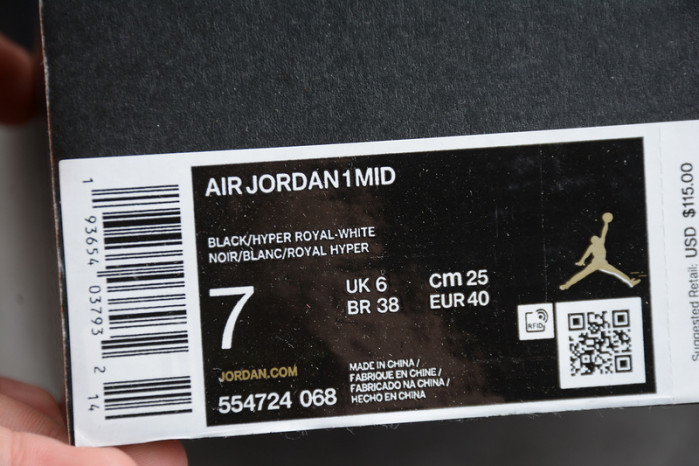 AIR JORDAN 1 MID
BLACK/HYPER ROYAL-WHITE
NOIR/BLANC/ROYAL HYPER
7
UK 6
cm 25
BR 38
EUR 40
RFID
JORDAN.COM
554724 068
MADE IN CHINA /
FABRIQUE EN CHINE /
FABRICADO NA CHINA /
HECHO EN CHINA
1 93654 03793 2 14
Suggested Retail: USD $115.00